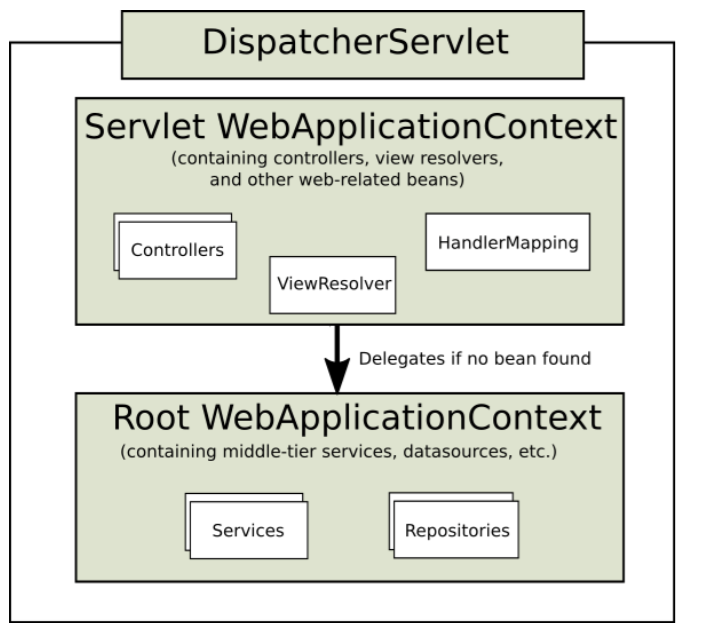 DispatcherServlet
Servlet WebApplicationContext
(containing controllers, view resolvers,
and other web-related beans)
Controllers
HandlerMapping
ViewResolver
Delegates if no bean found
Root WebApplicationContext
(containing middle-tier services, datasources, etc.)
Services
Repositories